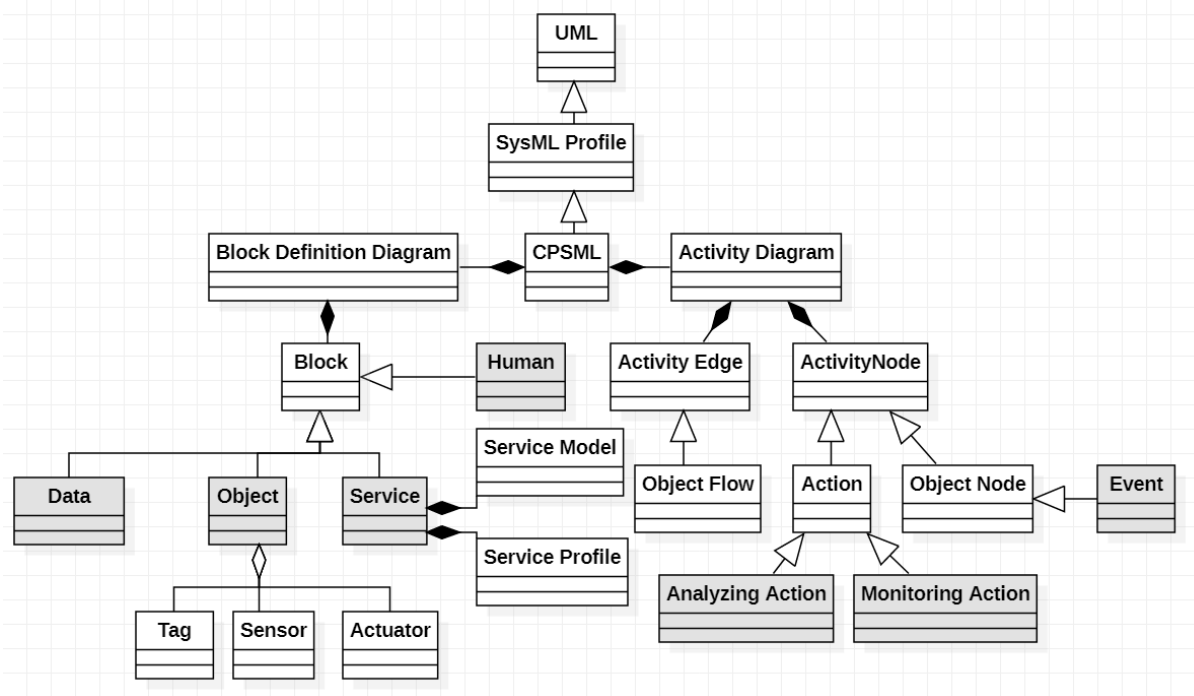 UML
SysML Profile
Block Definition Diagram
CPSML
Activity Diagram
Block
Human
Activity Edge
ActivityNode
Service Model
Data
Object
Service
Object Flow
Action
Object Node
Event
Service Profile
Analyzing Action
Monitoring Action
Tag
Sensor
Actuator